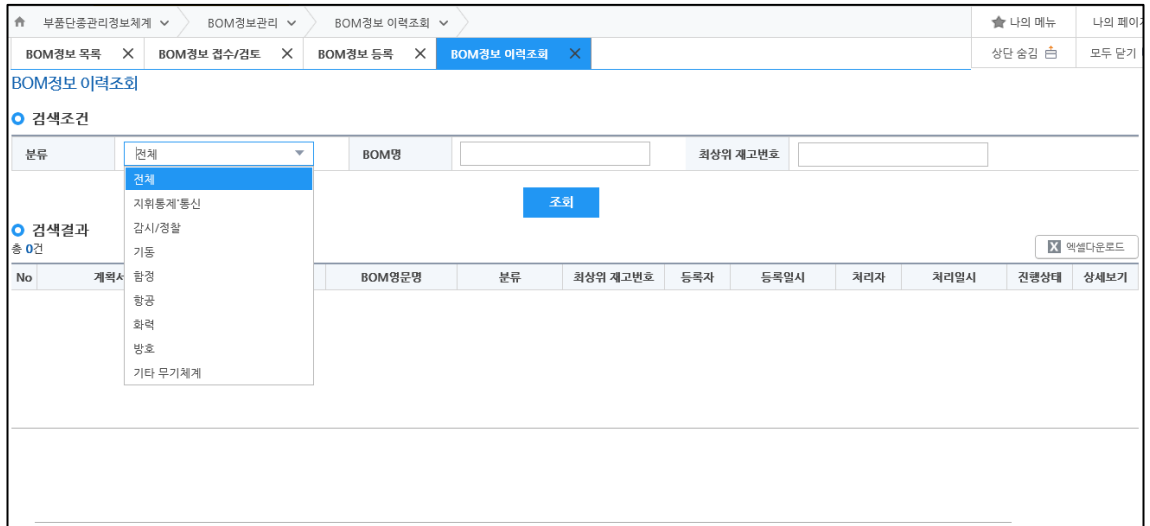 부품단종관리정보체계 BOM정보관리 BOM정보 이력조회 나의 메뉴 나의 페이지
BOM정보 목록 BOM정보 접수/검토 BOM정보 등록 BOM정보 이력조회 상단 숨김 모두 닫기
BOM정보 이력조회
검색조건
분류 전체 BOM명 최상위 재고번호
전체
지휘통제'통신
조회
감시/정찰
검색결과
총 0건
기동
엑셀다운로드
No 계획서 BOM영문명 분류 최상위 재고번호 등록자 등록일시 처리자 처리일시 진행상태 상세보기
함정
항공
화력
방호
기타 무기체계